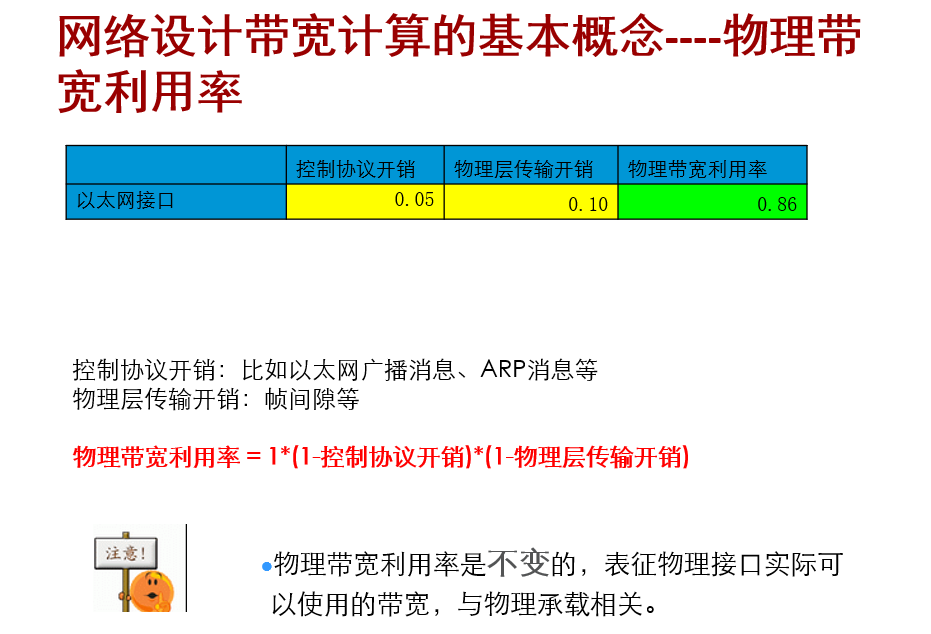 网络设计带宽计算的基本概念----物理带
宽利用率
控制协议开销 物理层传输开销 物理带宽利用率
以太网接口 0.05 0.10 0.86
控制协议开销：比如以太网广播消息、ARP消息等
物理层传输开销：帧间隙等
物理带宽利用率 = 1*(1-控制协议开销)*(1-物理层传输开销)
注意!
•物理带宽利用率是不变的，表征物理接口实际可
以使用的带宽，与物理承载相关。